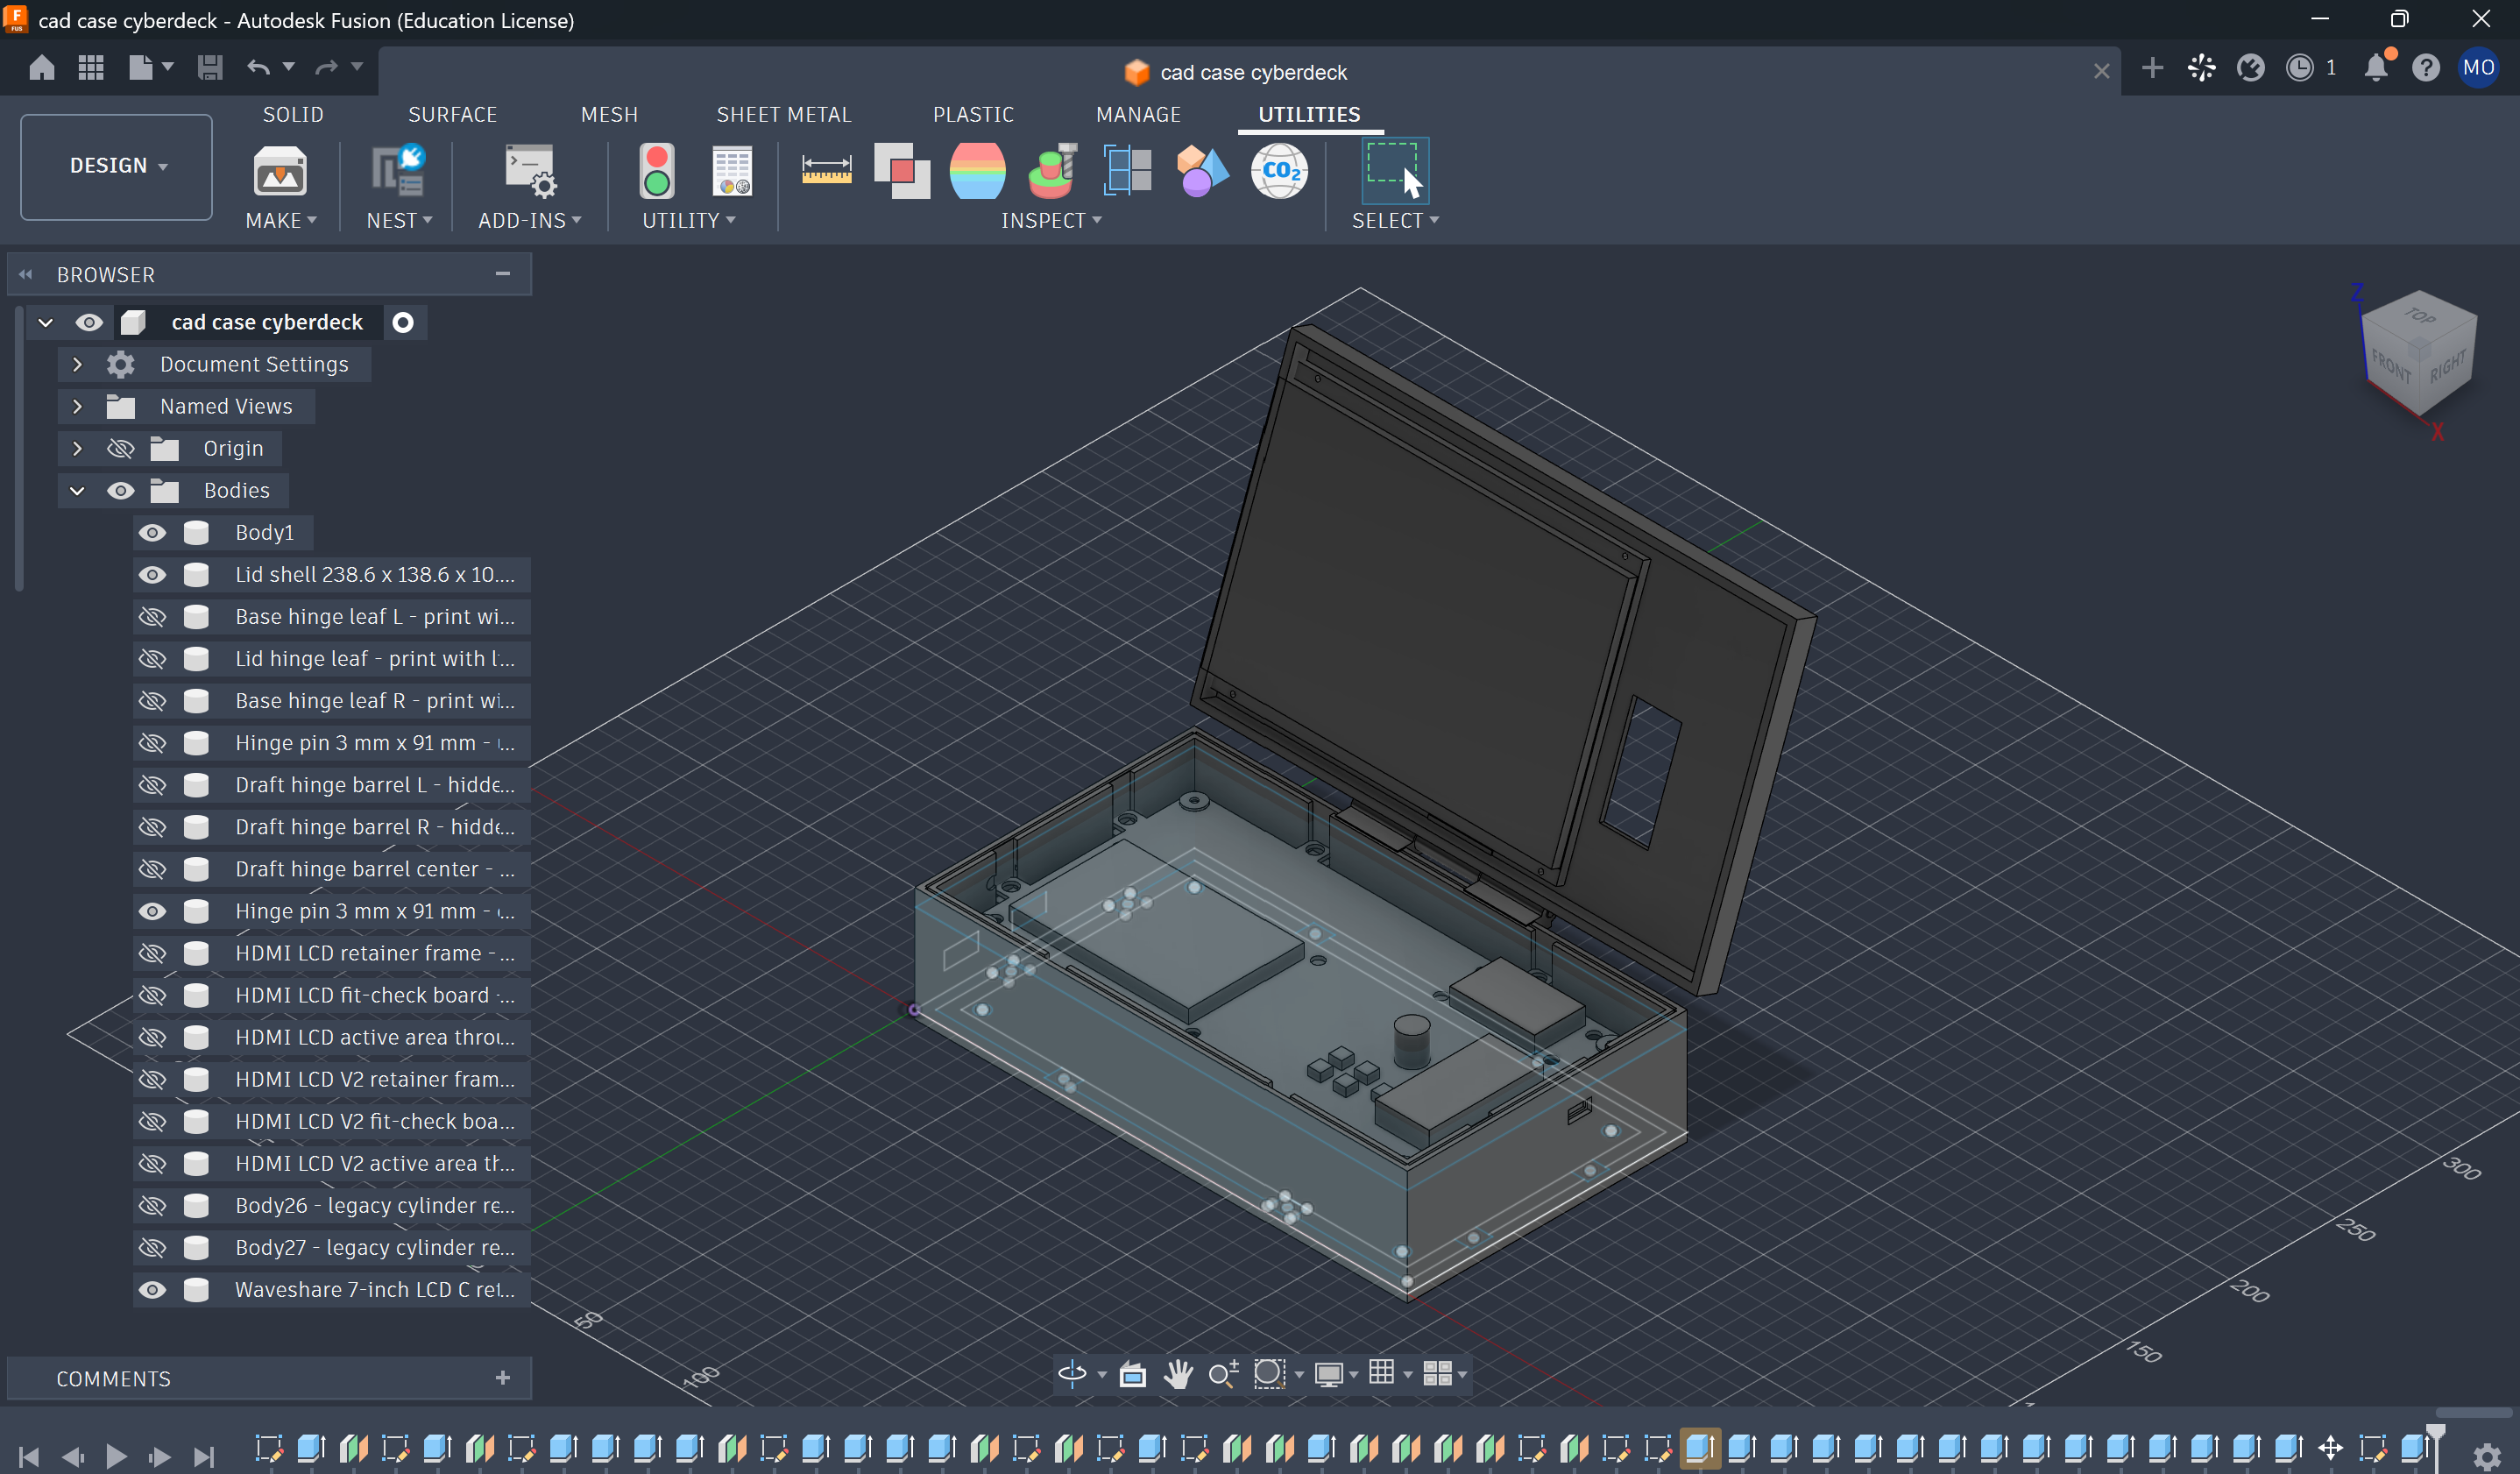 cad case cyberdeck - Autodesk Fusion (Education License)
cad case cyberdeck
1
MO
DESIGN
SOLID
SURFACE
MESH
SHEET METAL
PLASTIC
MANAGE
UTILITIES
MAKE
NEST
ADD-INS
UTILITY
INSPECT
SELECT
CO2
BROWSER
cad case cyberdeck
Document Settings
Named Views
Origin
Bodies
Body1
Lid shell 238.6 x 138.6 x 10....
Base hinge leaf L - print wi...
Lid hinge leaf - print with l...
Base hinge leaf R - print wi...
Hinge pin 3 mm x 91 mm - ...
Draft hinge barrel L - hidde...
Draft hinge barrel R - hidde...
Draft hinge barrel center - ...
Hinge pin 3 mm x 91 mm - ...
HDMI LCD retainer frame - ...
HDMI LCD fit-check board -...
HDMI LCD active area throu...
HDMI LCD V2 retainer fram...
HDMI LCD V2 fit-check boa...
HDMI LCD V2 active area th...
Body26 - legacy cylinder re...
Body27 - legacy cylinder re...
Waveshare 7-inch LCD C ret...
COMMENTS
Z
TOP
FRONT
RIGHT
X
50
100
150
200
250
300